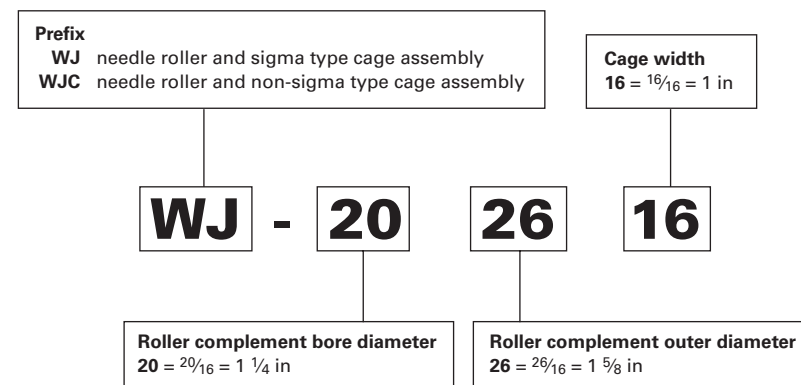 Prefix
WJ needle roller and sigma type cage assembly
WJC needle roller and non-sigma type cage assembly
Cage width
16 = 16/16 = 1 in
WJ - 20 26 16
Roller complement bore diameter
20 = 20/16 = 1 1/4 in
Roller complement outer diameter
26 = 26/16 = 1 5/8 in